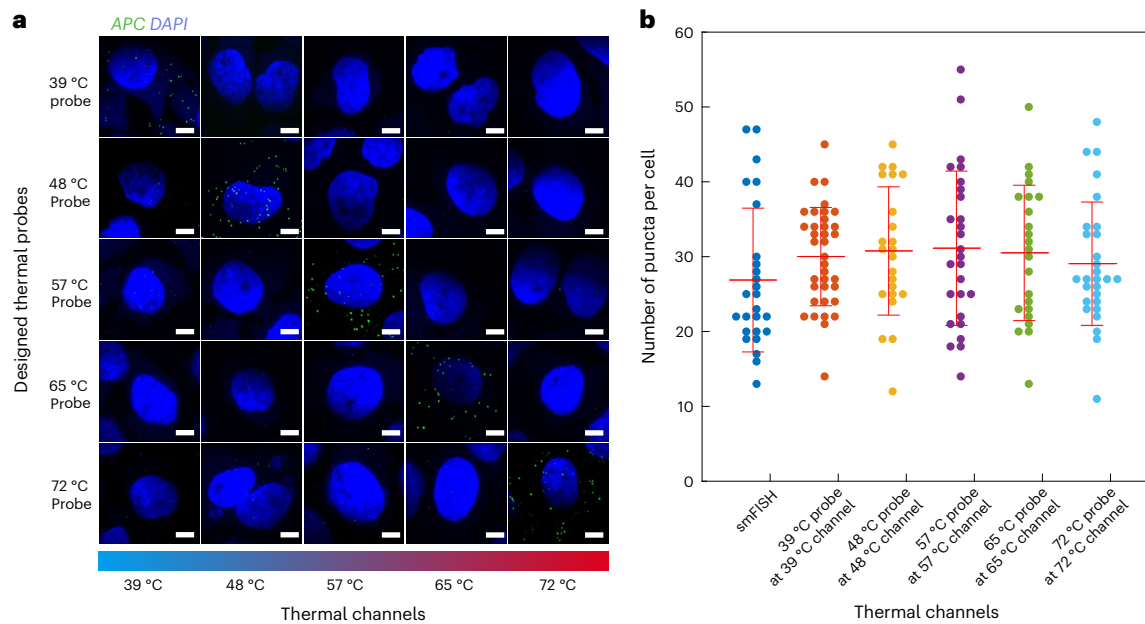 a
APC DAPI
Designed thermal probes
39 °C
probe
48 °C
Probe
57 °C
Probe
65 °C
Probe
72 °C
Probe
39 °C
48 °C
57 °C
65 °C
72 °C
Thermal channels
b
Number of puncta per cell
60
50
40
30
20
10
0
smFISH
39 °C probe
at 39 °C channel
48 °C probe
at 48 °C channel
57 °C probe
at 57 °C channel
65 °C probe
at 65 °C channel
72 °C probe
at 72 °C channel
Thermal channels